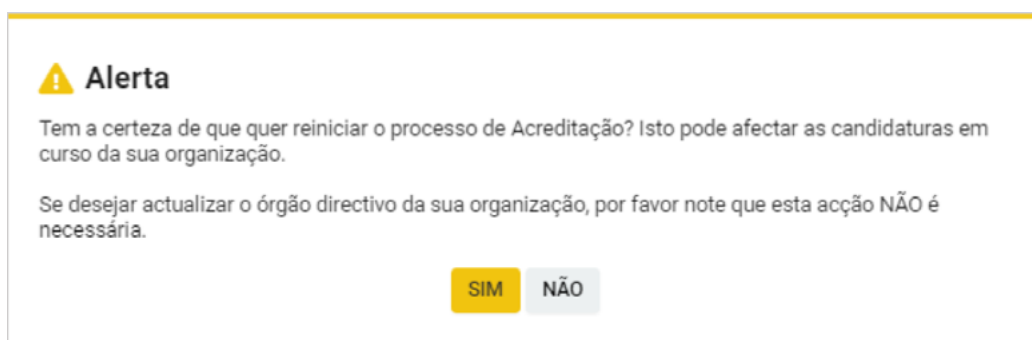 Alerta
Tem a certeza de que quer reiniciar o processo de Acreditação? Isto pode afectar as candidaturas em
curso da sua organização.
Se desejar actualizar o órgão directivo da sua organização, por favor note que esta acção NÃO é
necessária.
SIM NÃO